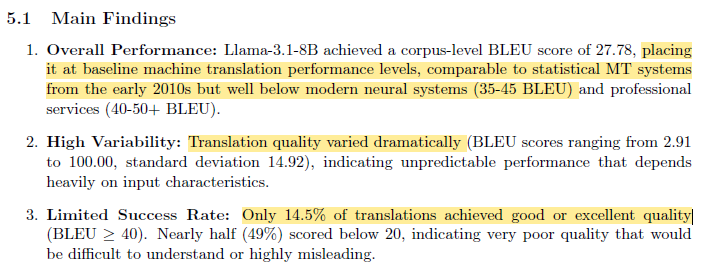 5.1 Main Findings
1. Overall Performance: Llama-3.1-8B achieved a corpus-level BLEU score of 27.78, placing
it at baseline machine translation performance levels, comparable to statistical MT systems
from the early 2010s but well below modern neural systems (35-45 BLEU) and professional
services (40-50+ BLEU).
2. High Variability: Translation quality varied dramatically (BLEU scores ranging from 2.91
to 100.00, standard deviation 14.92), indicating unpredictable performance that depends
heavily on input characteristics.
3. Limited Success Rate: Only 14.5% of translations achieved good or excellent quality
(BLEU ≥ 40). Nearly half (49%) scored below 20, indicating very poor quality that would
be difficult to understand or highly misleading.